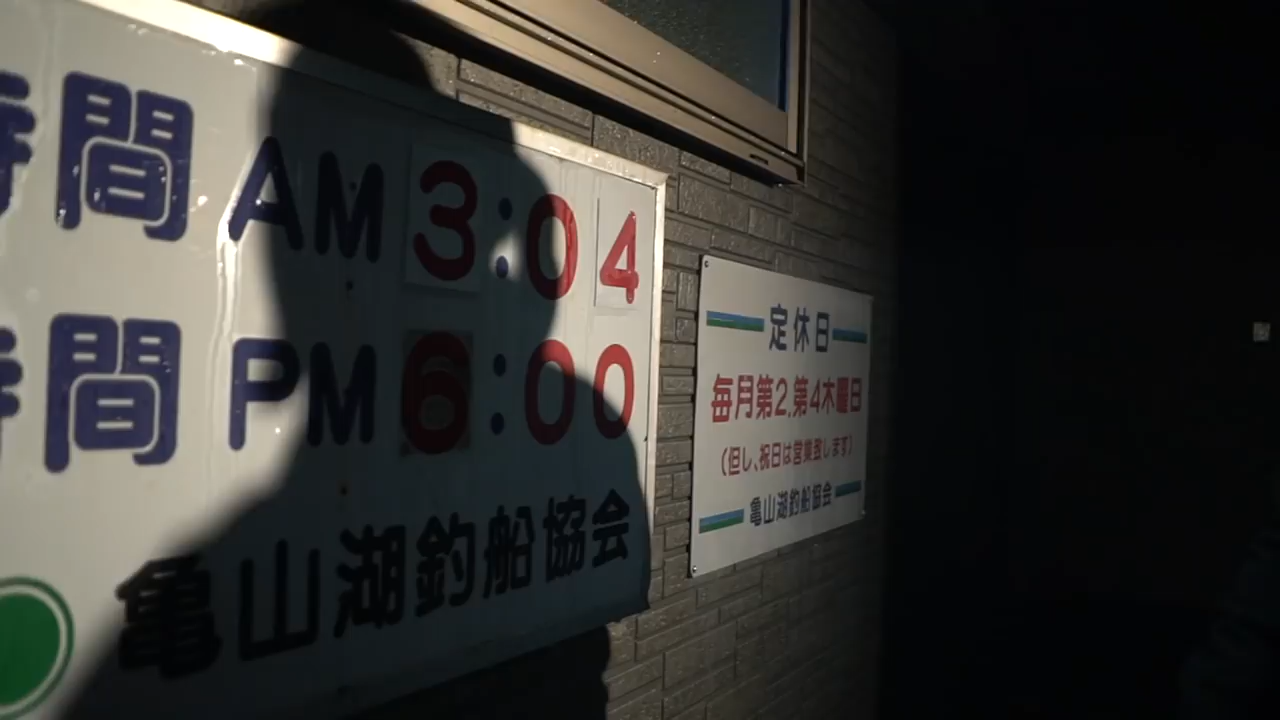 時間 AM 3:04
時間 PM 6:00
亀山湖釣船協会
定休日
毎月第2.第4木曜日
(但し、祝日は営業致します)
亀山湖釣船協会